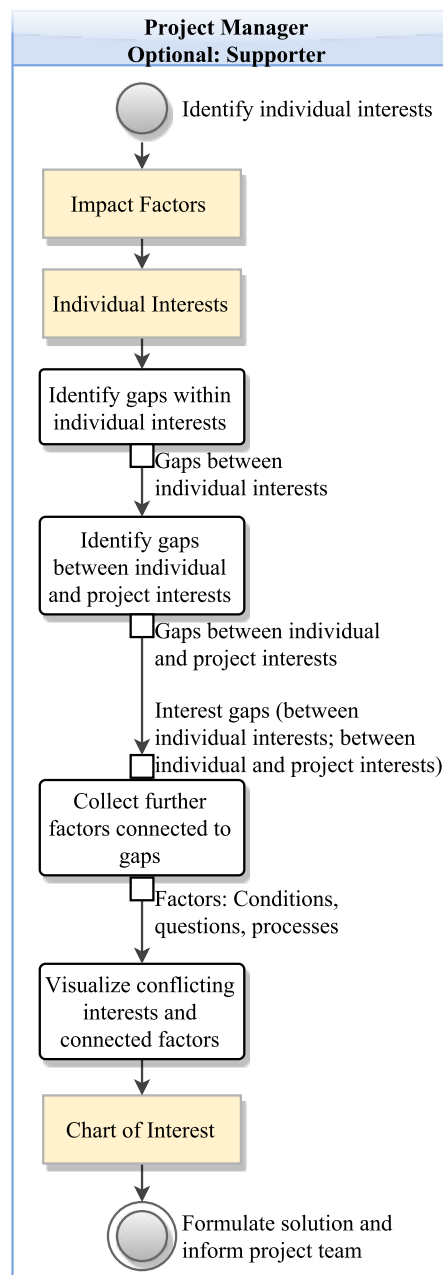 Project Manager
Optional: Supporter
Identify individual interests
Impact Factors
Individual Interests
Identify gaps within
individual interests
Gaps between
individual interests
Identify gaps
between individual
and project interests
Gaps between individual
and project interests
Interest gaps (between
individual interests; between
individual and project interests)
Collect further
factors connected to
gaps
Factors: Conditions,
questions, processes
Visualize conflicting
interests and
connected factors
Chart of Interest
Formulate solution and
inform project team